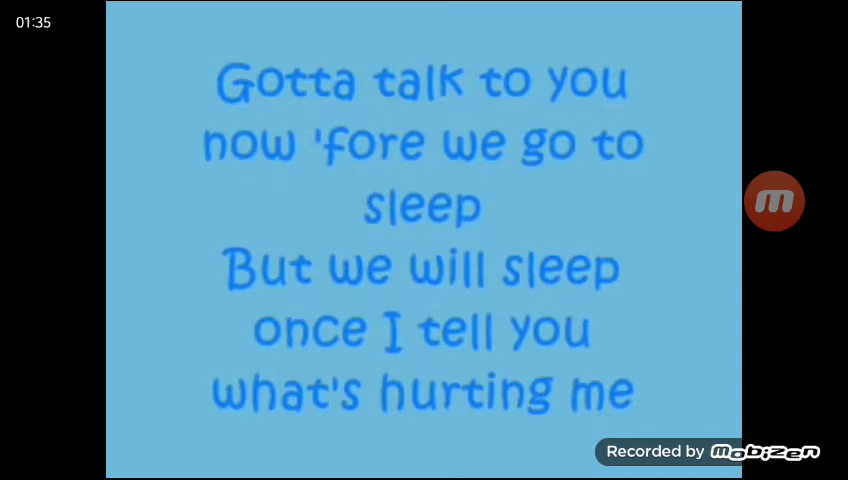 01:35
Gotta talk to you
now 'fore we go to
sleep
But we will sleep
once I tell you
what's hurting me
m
Recorded by mobizen